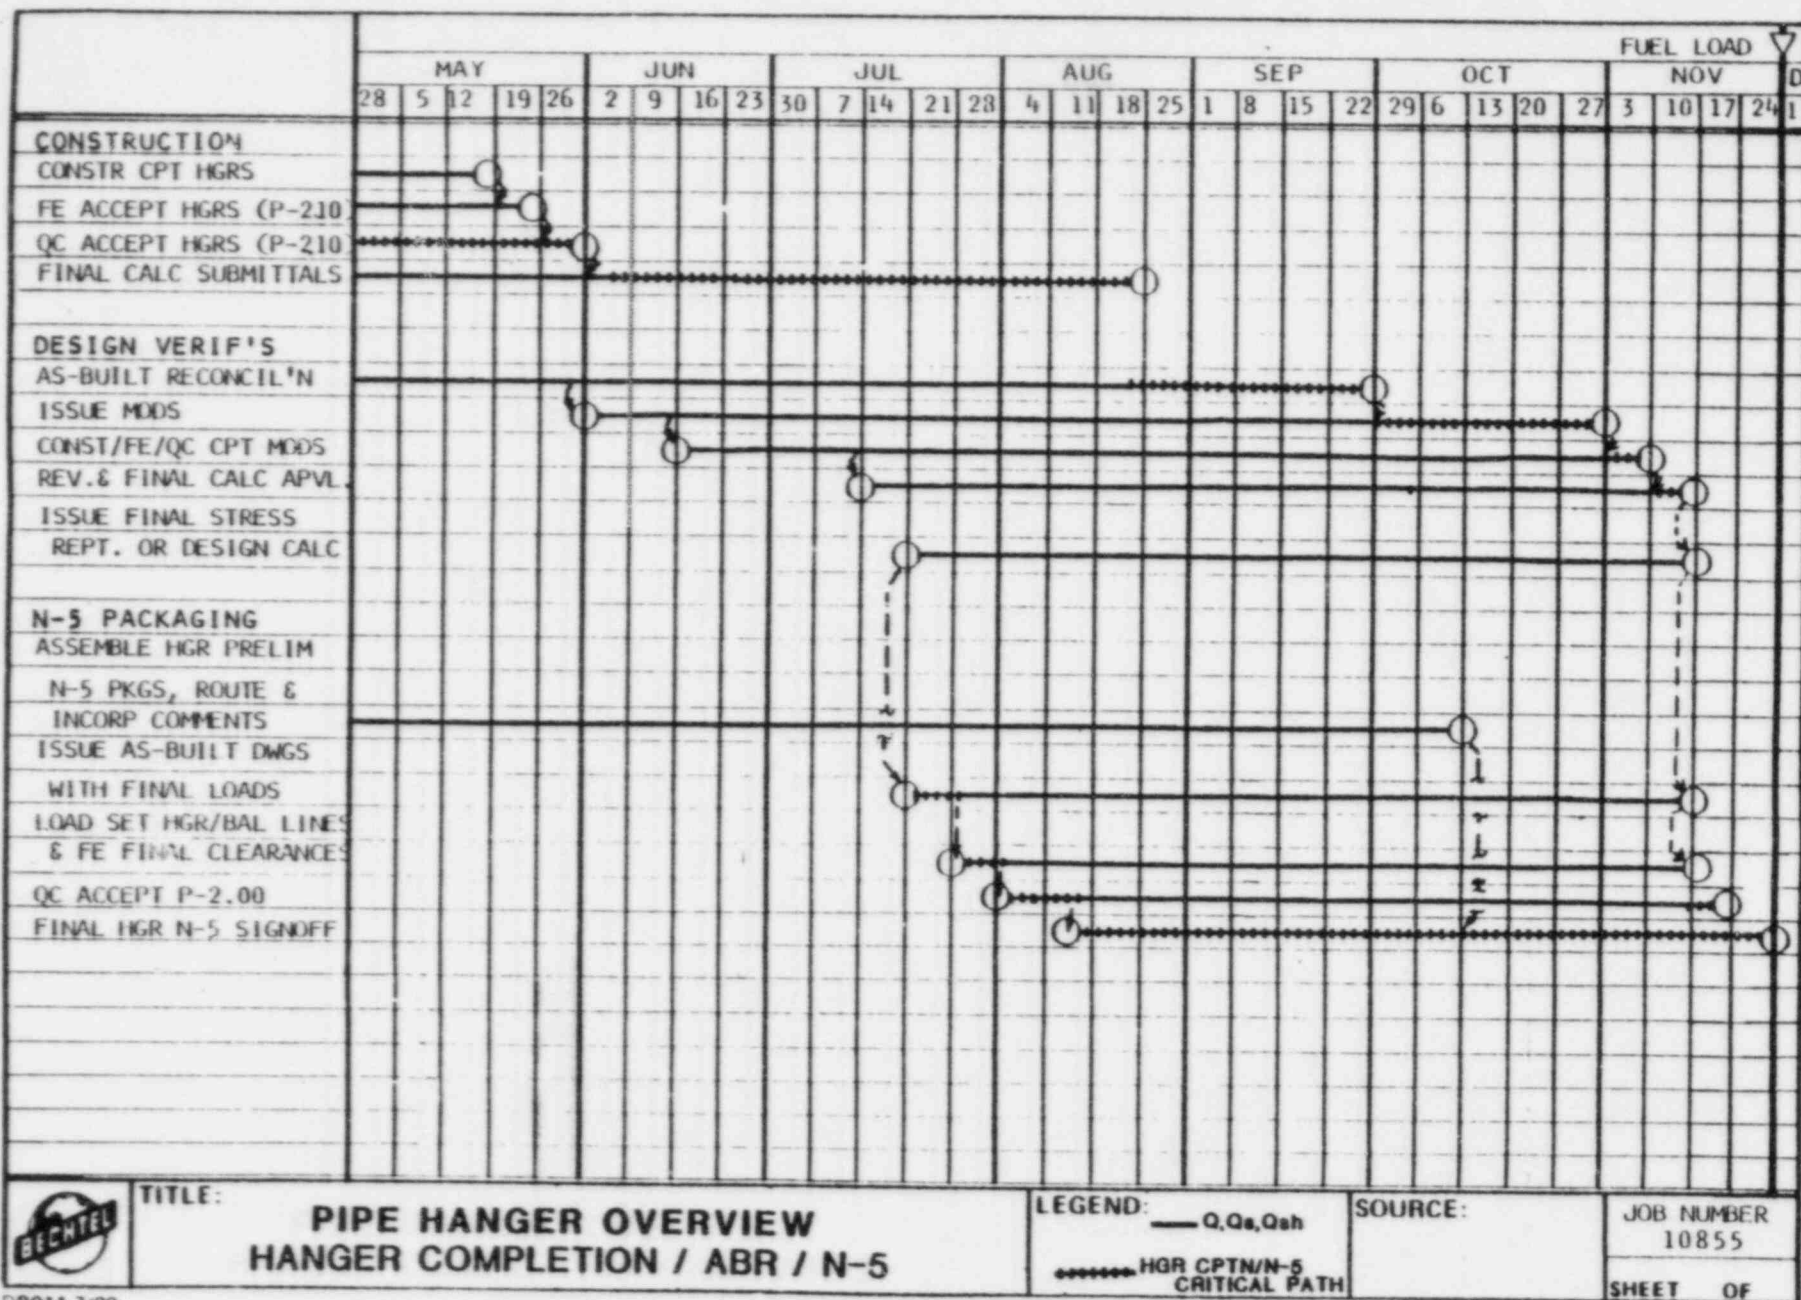 FUEL LOAD
MAY JUN JUL AUG SEP OCT NOV D
28 5 12 19 26 2 9 16 23 30 7 14 21 28 4 11 18 25 1 8 15 22 29 6 13 20 27 3 10 17 24 1
CONSTRUCTION
CONSTR CPT HGRS
FE ACCEPT HGRS (P-210
QC ACCEPT HGRS (P-210
FINAL CALC SUBMITTALS
DESIGN VERIF'S
AS-BUILT RECONCIL'N
ISSUE MODS
CONST/FE/QC CPT MODS
REV.& FINAL CALC APVL.
ISSUE FINAL STRESS
REPT. OR DESIGN CALC
N-5 PACKAGING
ASSEMBLE HGR PRELIM
N-5 PKGS, ROUTE &
INCORP COMMENTS
ISSUE AS-BUILT DWGS
WITH FINAL LOADS
LOAD SET HGR/BAL LINES
& FE FINAL CLEARANCES
QC ACCEPT P-2.00
FINAL HGR N-5 SIGNOFF
BECHTEL
TITLE:
PIPE HANGER OVERVIEW
HANGER COMPLETION / ABR / N-5
LEGEND:
Q,Qs,Qsh
HGR CPTN/N-5
CRITICAL PATH
SOURCE:
JOB NUMBER
10855
SHEET OF